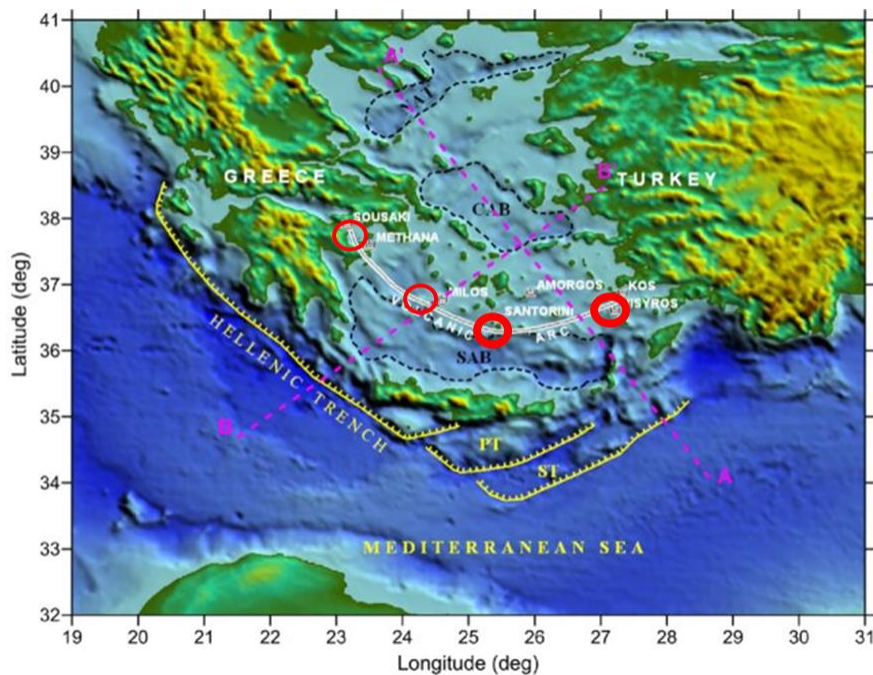 41
40
39
38
37
36
35
34
33
32
Latitude (deg)
A'
GREECE
B'
TURKEY
CAB
SOUSAKI
METHANA
MILOS
AMORGOS
KOS
SANTORINI
VOLCANIC
ARC
SAB
HELLENIC TRENCH
B
PT
ST
A
MEDITERRANEAN SEA
19 20 21 22 23 24 25 26 27 28 29 30 31
Longitude (deg)